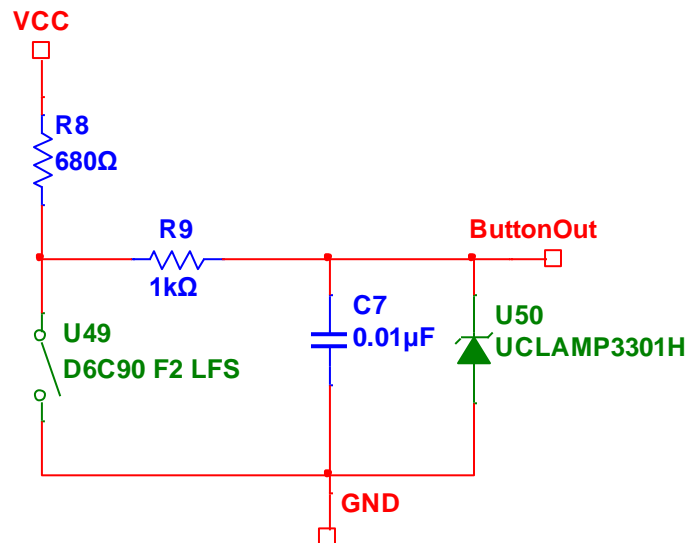 VCC
R8
680Ω
R9
1kΩ
ButtonOut
C7
0.01µF
U50
UCLAMP3301H
U49
D6C90 F2 LFS
GND